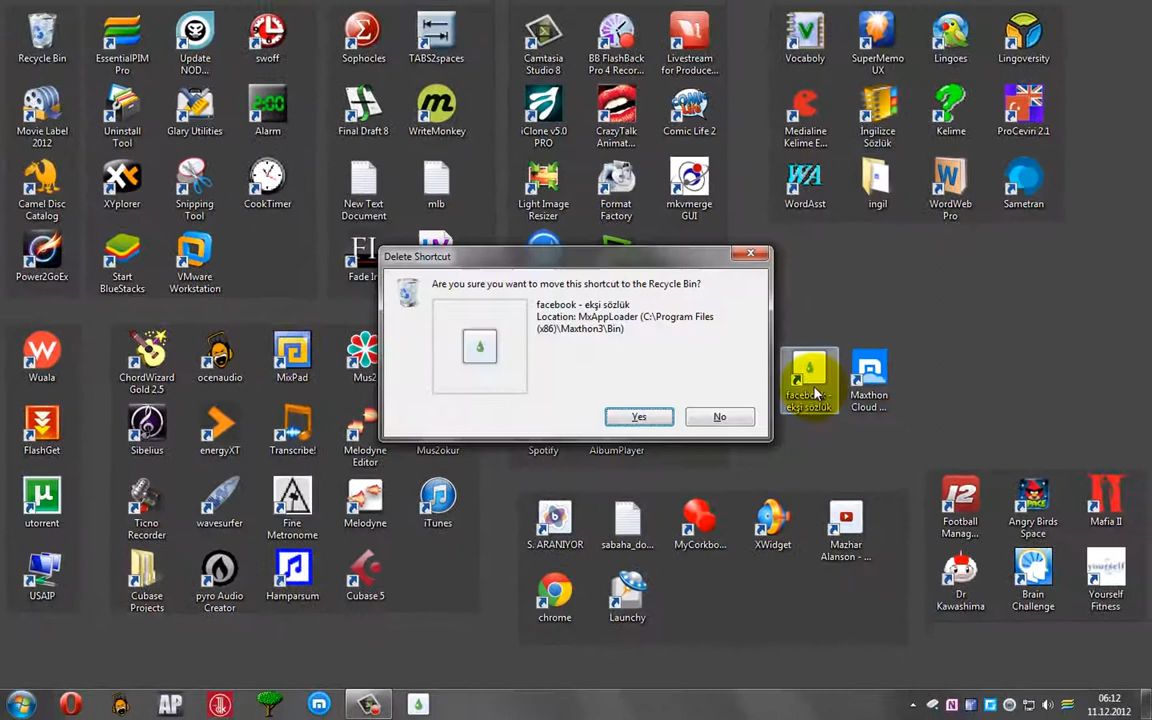 Recycle Bin
EssentialPIM
Pro
Update
NOD...
swoff
Sophocles
TABS2spaces
Camtasia
Studio 8
BB FlashBack
Pro 4 Recor...
Livestream
for Produce...
Vocaboly
SuperMemo
UX
Lingoes
Lingoversity
Movie Label
2012
Uninstall
Tool
Glary Utilities
2:00
Alarm
Final Draft 8
WriteMonkey
iClone v5.0
PRO
CrazyTalk
Animat...
Comic Life 2
Medialine
Kelime E...
İngilizce
Sözlük
Kelime
ProCeviri 2.1
Camel Disc
Catalog
XYplorer
Snipping
Tool
CookTimer
New Text
Document
mlb
Light Image
Resizer
Format
Factory
mkvmerge
GUI
WordAsst
ingil
WordWeb
Pro
Sametran
Power2GoEx
Start
BlueStacks
VMware
Workstation
Fade In
Delete Shortcut
Are you sure you want to move this shortcut to the Recycle Bin?
facebook - ekşi sözlük
Location: MxAppLoader (C:\Program Files
(x86)\Maxthon3\Bin)
Yes
No
facebook -
ekşi sözlük
Maxthon
Cloud ...
Wuala
ChordWizard
Gold 2.5
ocenaudio
MixPad
Mus2
FlashGet
Sibelius
energyXT
Transcribe!
Melodyne
Editor
Mus2okur
Spotify
AlbumPlayer
utorrent
Ticno
Recorder
wavesurfer
Fine
Metronome
Melodyne
iTunes
S. ARANIYOR
sabaha_do...
MyCorkbo...
XWidget
Mazhar
Alanson - ...
Football
Manag...
Angry Birds
Space
Mafia II
USAIP
Cubase
Projects
pyro Audio
Creator
Hamparsum
Cubase 5
chrome
Launchy
Dr
Kawashima
Brain
Challenge
Yourself
Fitness
AP
06:12
11.12.2012